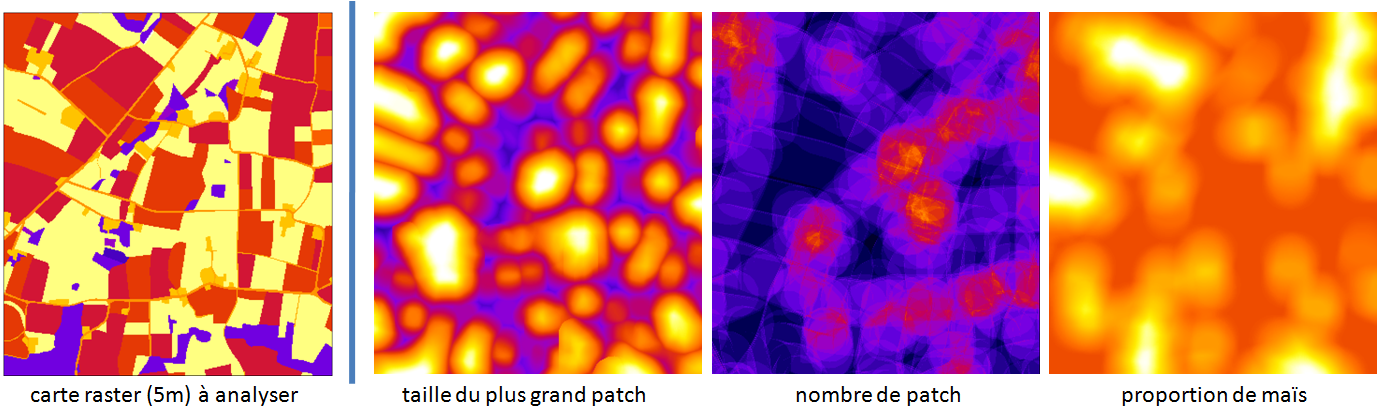 carte raster (5m) à analyser
taille du plus grand patch
nombre de patch
proportion de maïs